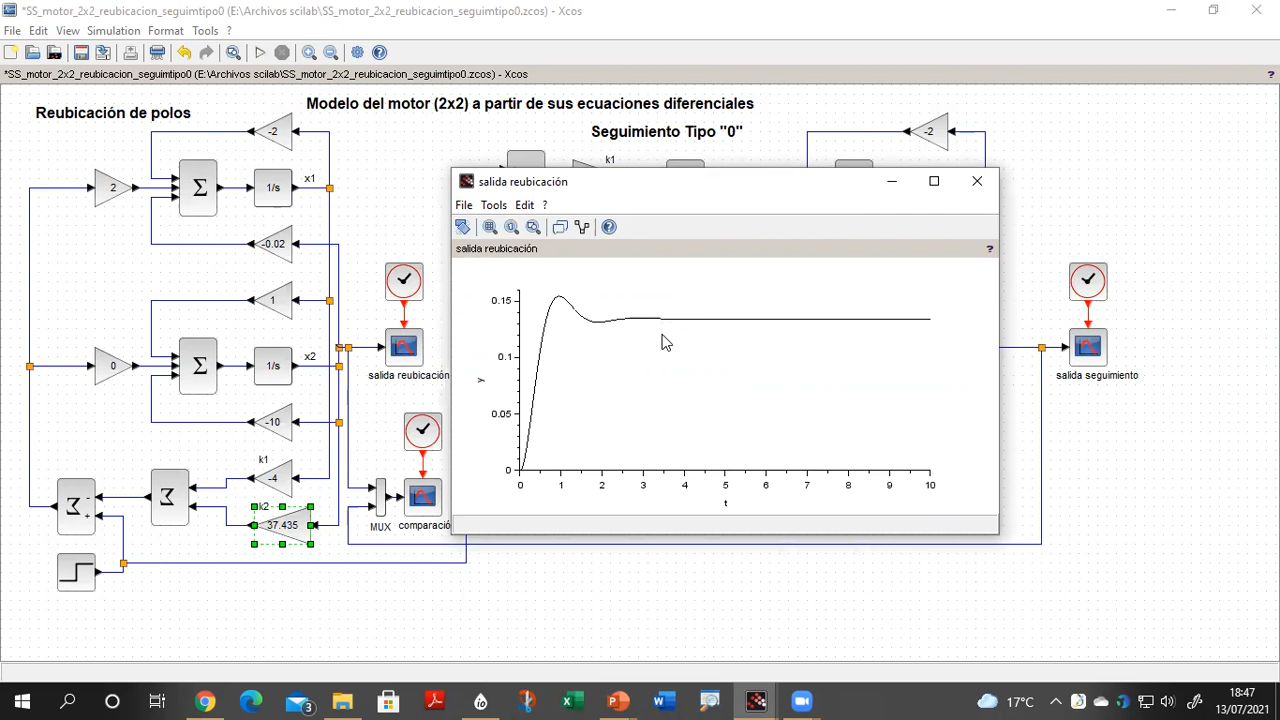 *SS_motor_2x2_reubicacion_seguimtipo0 (E:\Archivos scilab\SS_motor_2x2_reubicacion_seguimtipo0.zcos) - Xcos
File Edit View Simulation Format Tools ?
*SS_motor_2x2_reubicacion_seguimtipo0 (E:\Archivos scilab\SS_motor_2x2_reubicacion_seguimtipo0.zcos) - Xcos ?
Modelo del motor (2x2) a partir de sus ecuaciones diferenciales
Reubicación de polos
Seguimiento Tipo "0"
-2
-2
k1
2
Σ
1/s
x1
-0.02
1
0
Σ
1/s
x2
-10
k1
-4
k2
37.435
Σ
Σ
-
+
salida reubicación
MUX
comparació
salida seguimiento
salida reubicación
File Tools Edit ?
salida reubicación ?
0.15
0.1
0.05
0
y
0 1 2 3 4 5 6 7 8 9 10
t
3
17°C
18:47
13/07/2021